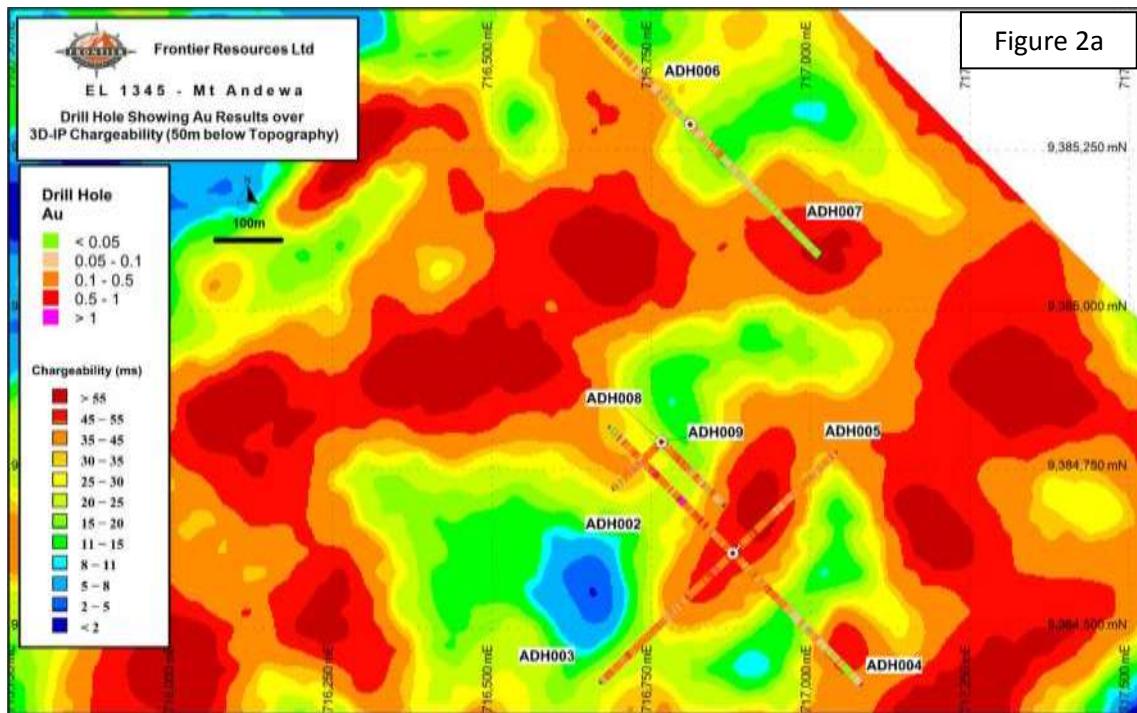 Figure 2a
FRONTIER
Frontier Resources Ltd
EL 1345 - Mt Andewa
Drill Hole Showing Au Results over
3D-IP Chargeability (50m below Topography)
Drill Hole
Au
< 0.05
0.05 - 0.1
0.1 - 0.5
0.5 - 1
> 1
N
100m
Chargeability (ms)
> 55
45 – 55
35 – 45
30 – 35
25 – 30
20 – 25
15 – 20
11 – 15
8 – 11
5 – 8
2 – 5
< 2
716,500 mE
716,750 mE
717,000 mE
ADH006
9,385,250 mN
ADH007
9,385,000 mN
ADH008
ADH009
ADH005
9,384,750 mN
ADH002
9,384,500 mN
ADH003
ADH004
716,250 mE
716,500 mE
716,750 mE
717,000 mE
717,250 mE
717,500 mE